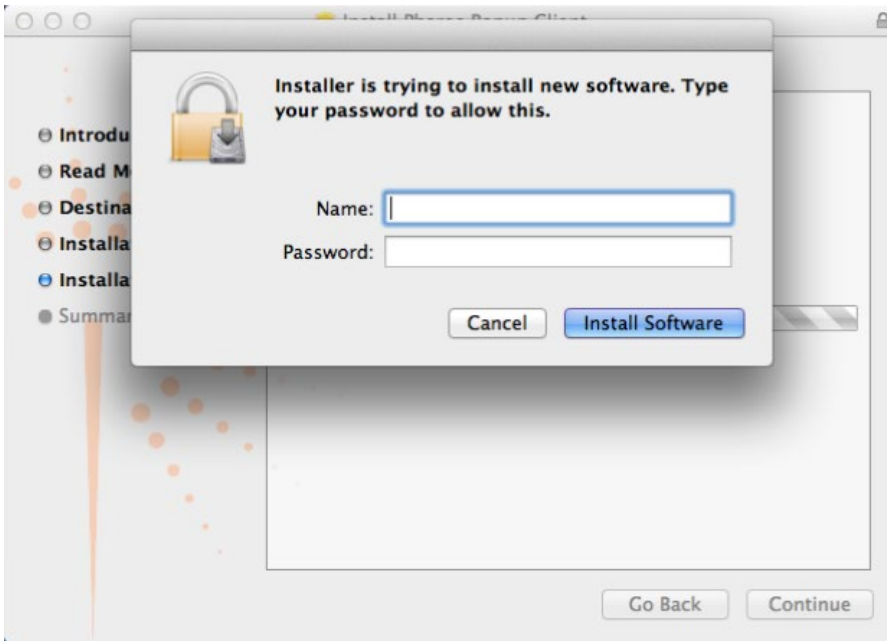 Installer is trying to install new software. Type
your password to allow this.
Introdu
Read M
Destina
Name:
Installa
Password:
Installa
Summar
Cancel
Install Software
Go Back
Continue